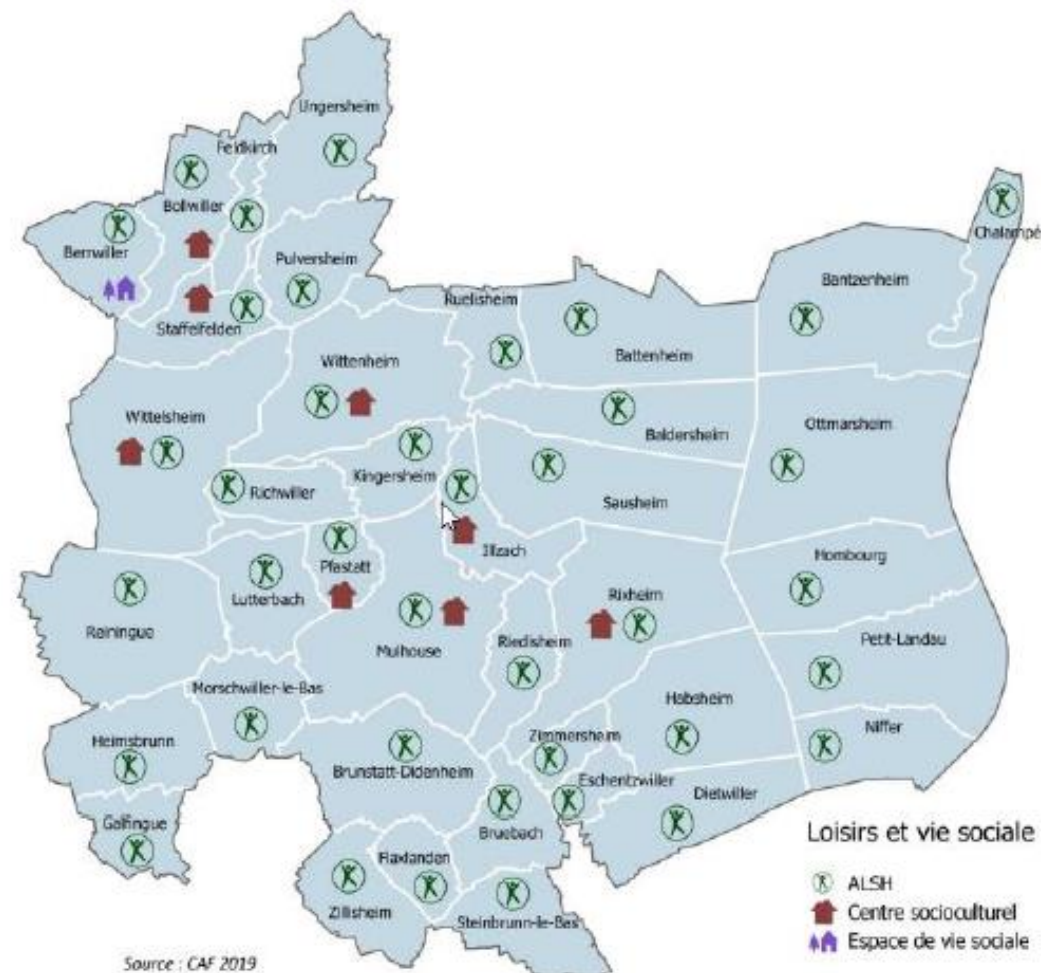 Ungersheim
Feldkirch
Bollwiller
Chalampé
Berrwiller
Pulversheim
Bantzenheim
Ruelisheim
Staffelfelden
Battenheim
Wittenheim
Wittelsheim
Ottmarsheim
Baldersheim
Kingersheim
Richwiller
Sausheim
Illzach
Hombourg
Pfastatt
Lutterbach
Rixheim
Reiningue
Petit-Landau
Mulhouse
Riedisheim
Morschwiller-le-Bas
Habsheim
Niffer
Heimsbrunn
Zimmersheim
Brunstatt-Didenheim
Eschentzwiller
Dietwiller
Galfingue
Bruebach
Loisirs et vie sociale
Flaxlanden
ALSH
Zillisheim
Steinbrunn-le-Bas
Centre socioculturel
Espace de vie sociale
Source : CAF 2019